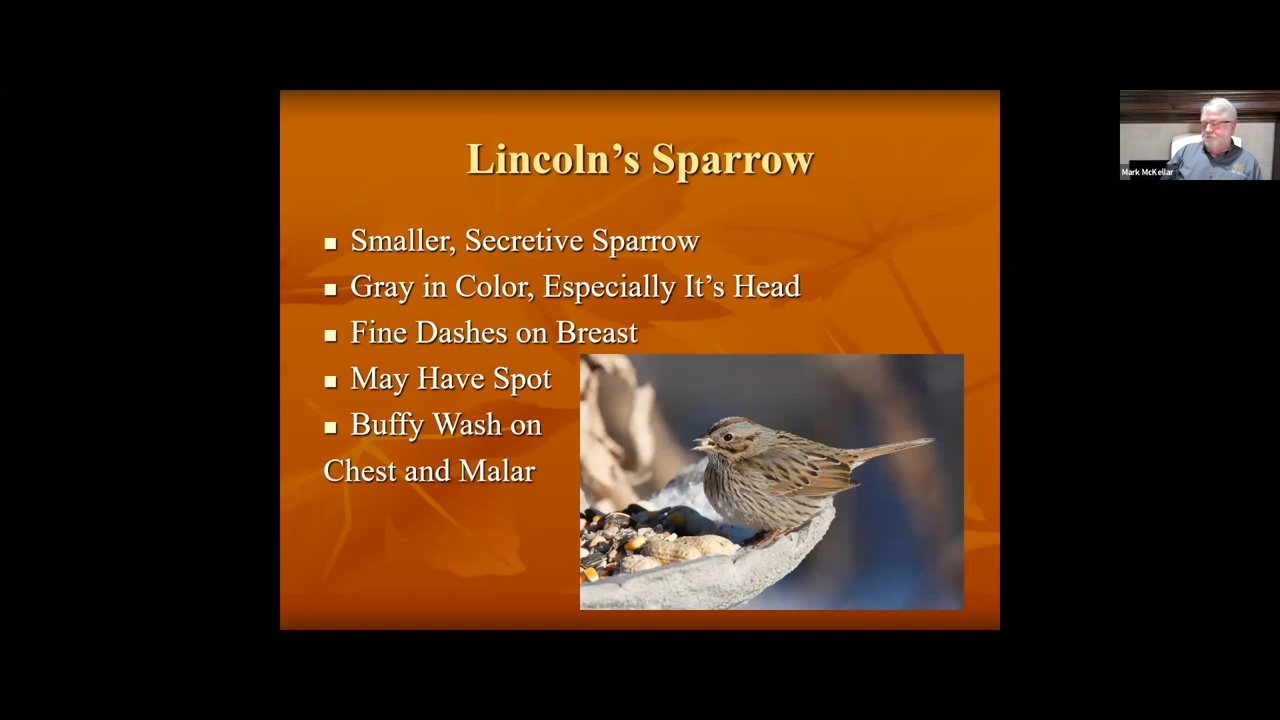 Lincoln’s Sparrow
Smaller, Secretive Sparrow
Gray in Color, Especially It’s Head
Fine Dashes on Breast
May Have Spot
Buffy Wash on
Chest and Malar
Mark McKellar